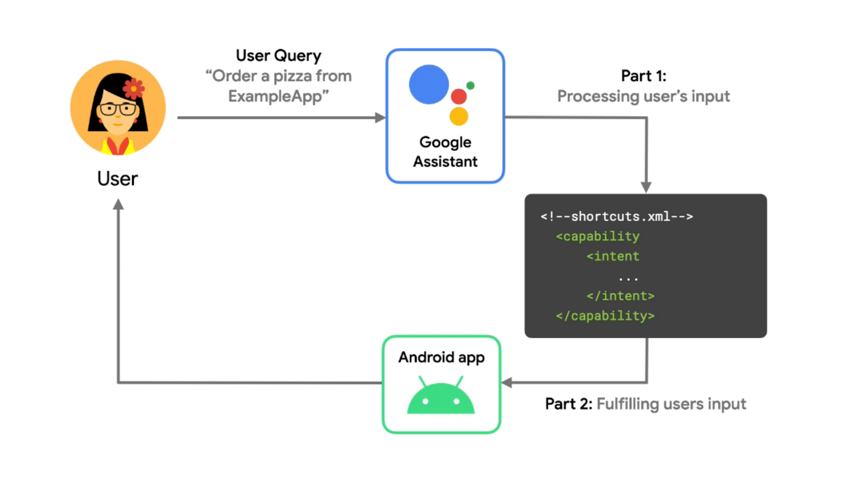 User Query
“Order a pizza from
ExampleApp”
User
Google
Assistant
Part 1:
Processing user’s input
<!--shortcuts.xml-->
<capability
<intent
...
</intent>
</capability>
Android app
Part 2: Fulfilling users input